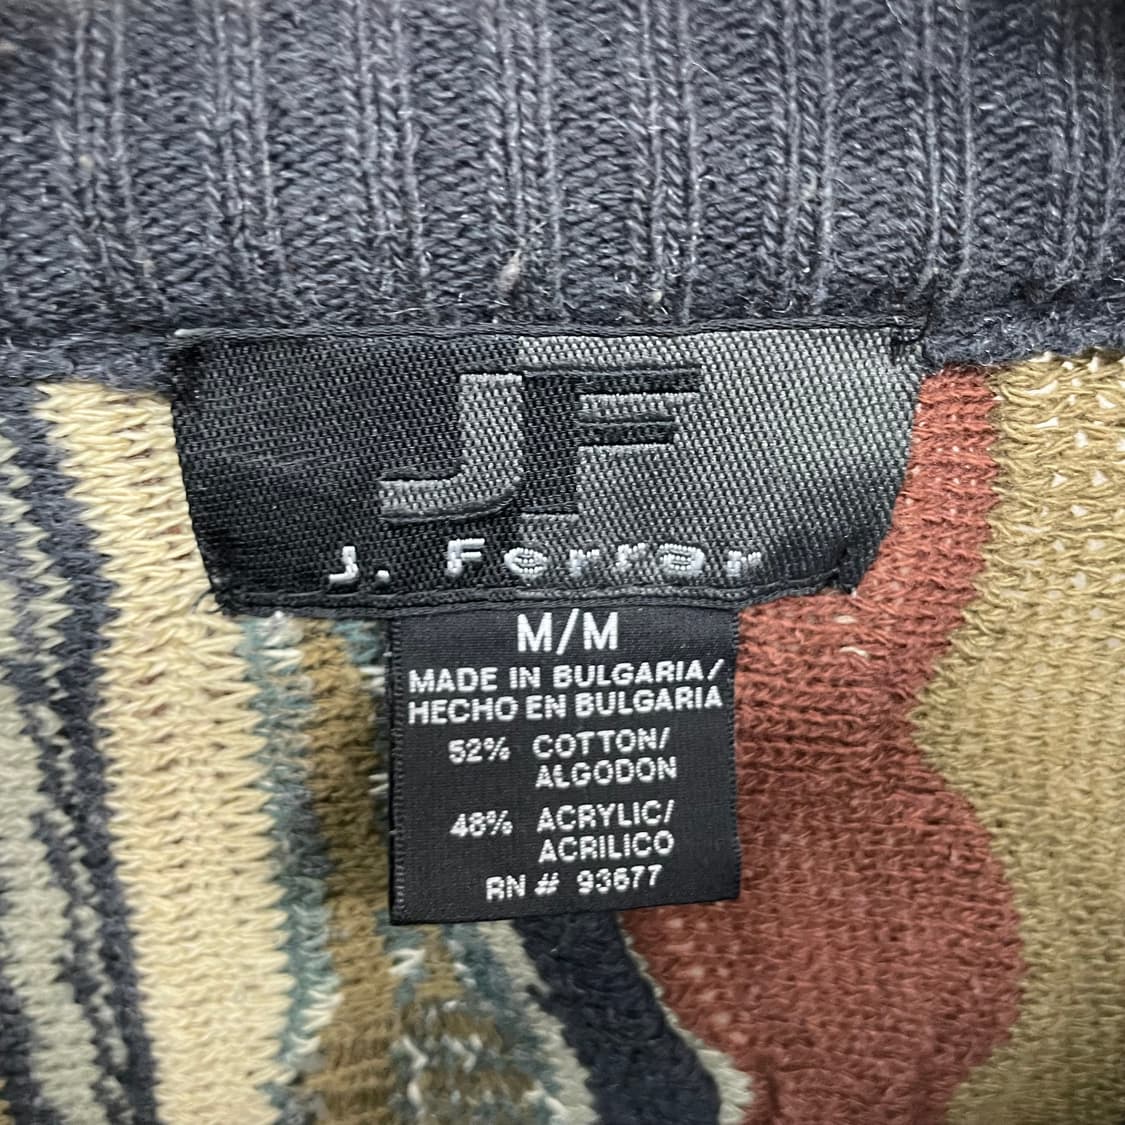 JF
J. Ferrar
M/M
MADE IN BULGARIA/
HECHO EN BULGARIA
52% COTTON/
ALGODON
48% ACRYLIC/
ACRILICO
RN # 93677